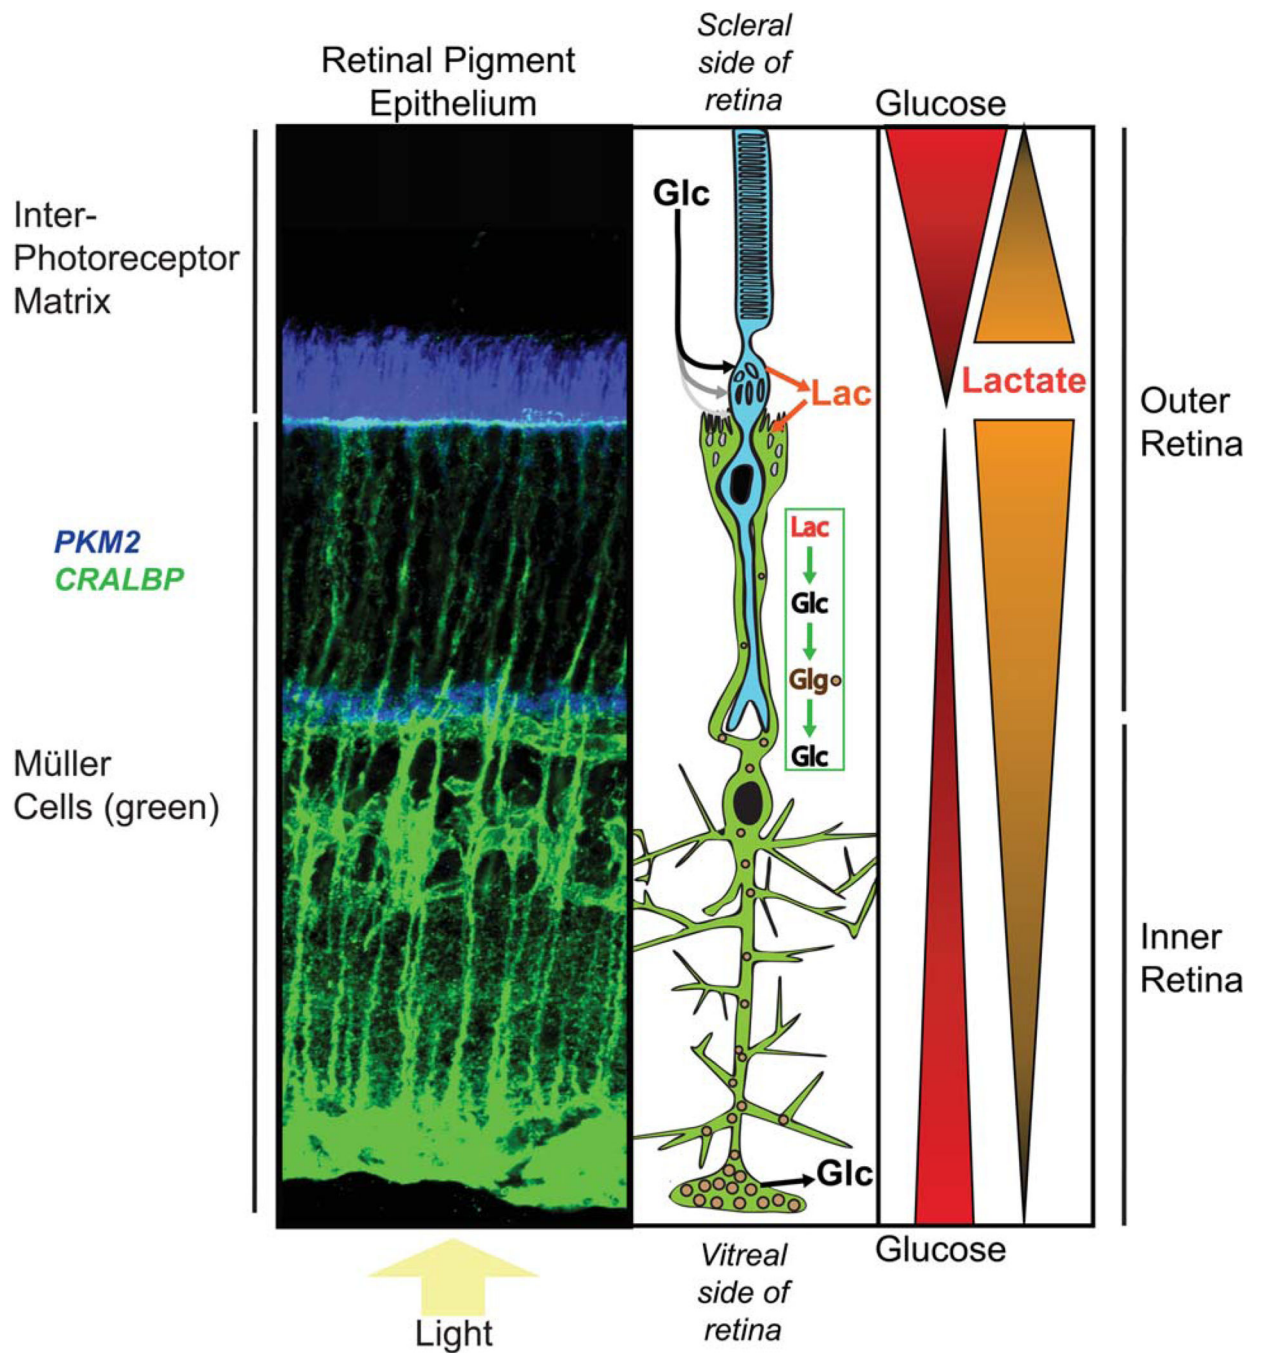 Scleral
side of
retina
Retinal Pigment
Epithelium
Glucose
Inter-
Photoreceptor
Matrix
Glc
Lac
Lactate
Outer
Retina
PKM2
CRALBP
Lac
Glc
Glg
Glc
Müller
Cells (green)
Inner
Retina
Glc
Vitreal
side of
retina
Glucose
Light